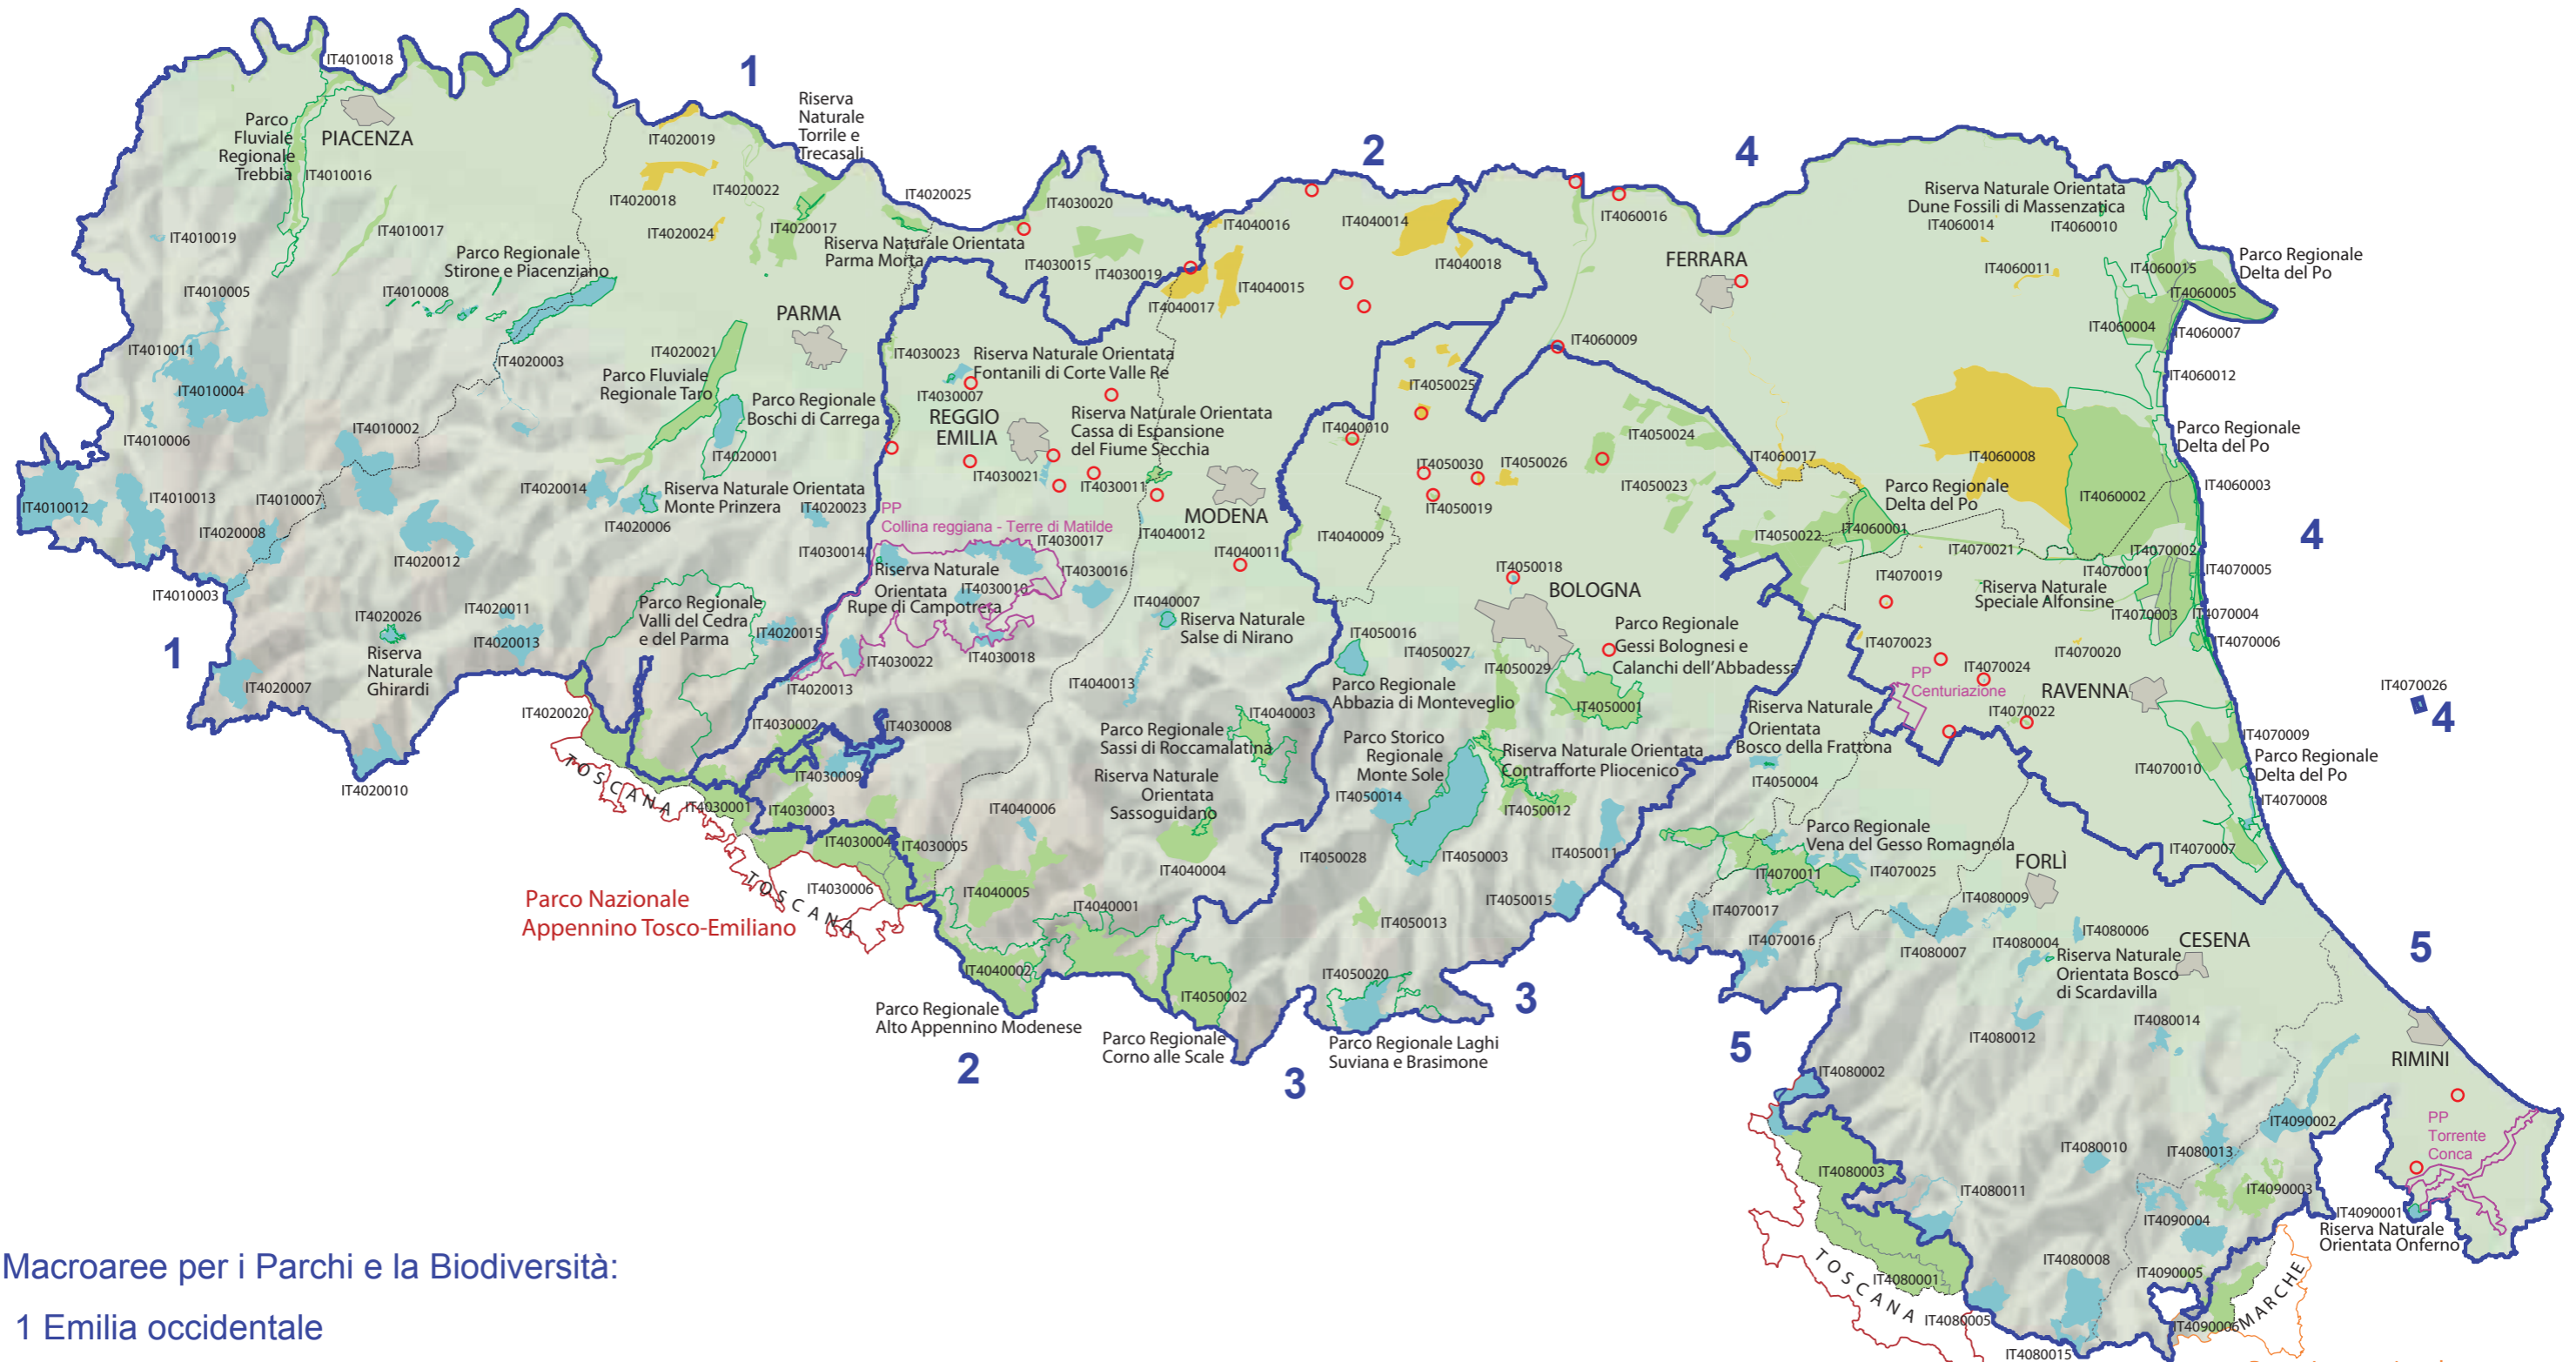 IT4010018
1
Riserva
Naturale
Torrile e
Trecasali
Parco
Fluviale
Regionale
Trebbia
PIACENZA
IT4010016
IT4020019
IT4020018
IT4020022
IT4020024
IT4020017
IT4020025
Riserva Naturale Orientata
Parma Morta
IT4010019
IT4010017
Parco Regionale
Stirone e Piacenziano
IT4010005
IT4010008
IT4010011
IT4010004
IT4020003
IT4010006
IT4010002
IT4010012
IT4010013
IT4010007
IT4020008
IT4010003
PARMA
IT4020021
Parco Fluviale
Regionale Taro
Parco Regionale
Boschi di Carrega
IT4020001
IT4020014
Riserva Naturale Orientata
Monte Prinzera
IT4020006
IT4020023
IT4020012
IT4020026
Riserva
Naturale
Ghirardi
IT4020011
IT4020013
Parco Regionale
Valli del Cedra
e del Parma
IT4020015
1
IT4020007
IT4020010
IT4020020
IT4020013
TOSCANA
TOSCANA
Parco Nazionale
Appennino Tosco-Emiliano
2
IT4030020
IT4030015
IT4030019
IT4040016
IT4040014
IT4040018
IT4040015
IT4040017
IT4030023
Riserva Naturale Orientata
Fontanili di Corte Valle Re
IT4030007
REGGIO
EMILIA
Riserva Naturale Orientata
Cassa di Espansione
del Fiume Secchia
IT4030021
IT4030011
PP
Collina reggiana - Terre di Matilde
IT4030017
IT4030014
Riserva Naturale
Orientata
Rupe di Campotrera
IT4030010
IT4030016
IT4030022
IT4030018
MODENA
IT4040012
IT4040011
IT4040007
Riserva Naturale
Salse di Nirano
IT4040013
IT4030002
IT4030008
IT4030009
IT4030001
IT4030003
IT4030004
IT4030005
IT4030006
Parco Regionale
Sassi di Roccamalatina
IT4040003
Riserva Naturale
Orientata
Sassoguidano
IT4040006
IT4040004
IT4040005
IT4040001
IT4040002
Parco Regionale
Alto Appennino Modenese
2
Parco Regionale
Corno alle Scale
IT4050002
IT4040010
IT4040009
IT4050025
IT4050030
IT4050026
IT4050019
IT4050024
IT4050023
IT4050018
BOLOGNA
IT4050016
IT4050027
IT4050029
Parco Regionale
Gessi Bolognesi e
Calanchi dell'Abbadessa
IT4050001
Parco Regionale
Abbazia di Monteveglio
Parco Storico
Regionale
Monte Sole
Riserva Naturale Orientata
Contrafforte Pliocenico
IT4050014
IT4050012
IT4050028
IT4050003
IT4050011
IT4050015
IT4050013
IT4050020
Parco Regionale Laghi
Suviana e Brasimone
3
3
4
IT4060016
FERRARA
IT4060009
Riserva Naturale Orientata
Dune Fossili di Massenzatica
IT4060014
IT4060010
IT4060011
IT4060015
IT4060005
Parco Regionale
Delta del Po
IT4060004
IT4060007
IT4060012
Parco Regionale
Delta del Po
IT4060017
IT4060008
IT4060002
IT4060003
Parco Regionale
Delta del Po
IT4050022
IT4060001
IT4070021
IT4070002
IT4070001
IT4070005
IT4070019
Riserva Naturale
Speciale Alfonsine
IT4070003
IT4070004
IT4070006
4
IT4070023
IT4070020
IT4070024
PP
Centuriazione
RAVENNA
IT4070022
IT4070026
4
IT4070009
Parco Regionale
Delta del Po
IT4070010
IT4070008
IT4070007
Riserva Naturale
Orientata
Bosco della Frattona
IT4050004
Parco Regionale
Vena del Gesso Romagnola
IT4070011
IT4070025
FORLÌ
IT4070017
IT4070016
IT4080009
IT4080007
IT4080004
IT4080006
CESENA
Riserva Naturale
Orientata Bosco
di Scardavilla
5
IT4080012
IT4080014
5
RIMINI
IT4080002
IT4090002
PP
Torrente
Conca
IT4080003
IT4080010
IT4080013
IT4080011
IT4090003
IT4090004
IT4090001
Riserva Naturale
Orientata Onferno
IT4080008
IT4090005
IT4080001
TOSCANA
IT4080005
IT4090006
MARCHE
IT4080015
Macroaree per i Parchi e la Biodiversità:
1 Emilia occidentale